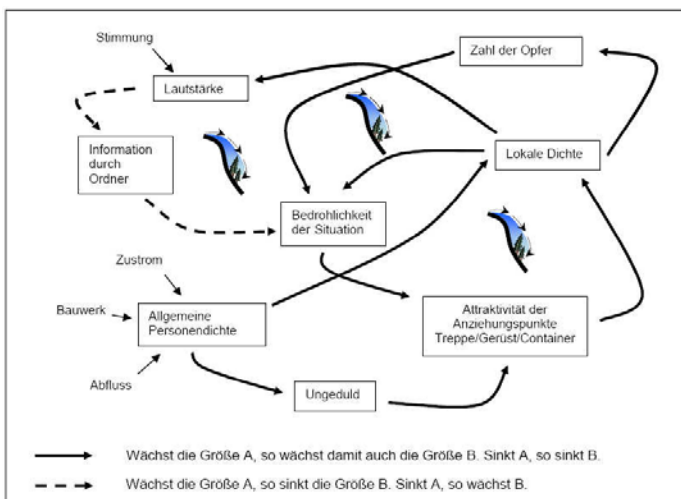 Stimmung
Zahl der Opfer
Lautstärke
Information
durch
Ordner
Lokale Dichte
Bedrohlichkeit
der Situation
Zustrom
Bauwerk
Allgemeine
Personendichte
Attraktivität der
Anziehungspunkte
Treppe/Gerüst/Container
Abfluss
Ungeduld
Wächst die Größe A, so wächst damit auch die Größe B. Sinkt A, so sinkt B.
Wächst die Größe A, so sinkt die Größe B. Sinkt A, so wächst B.